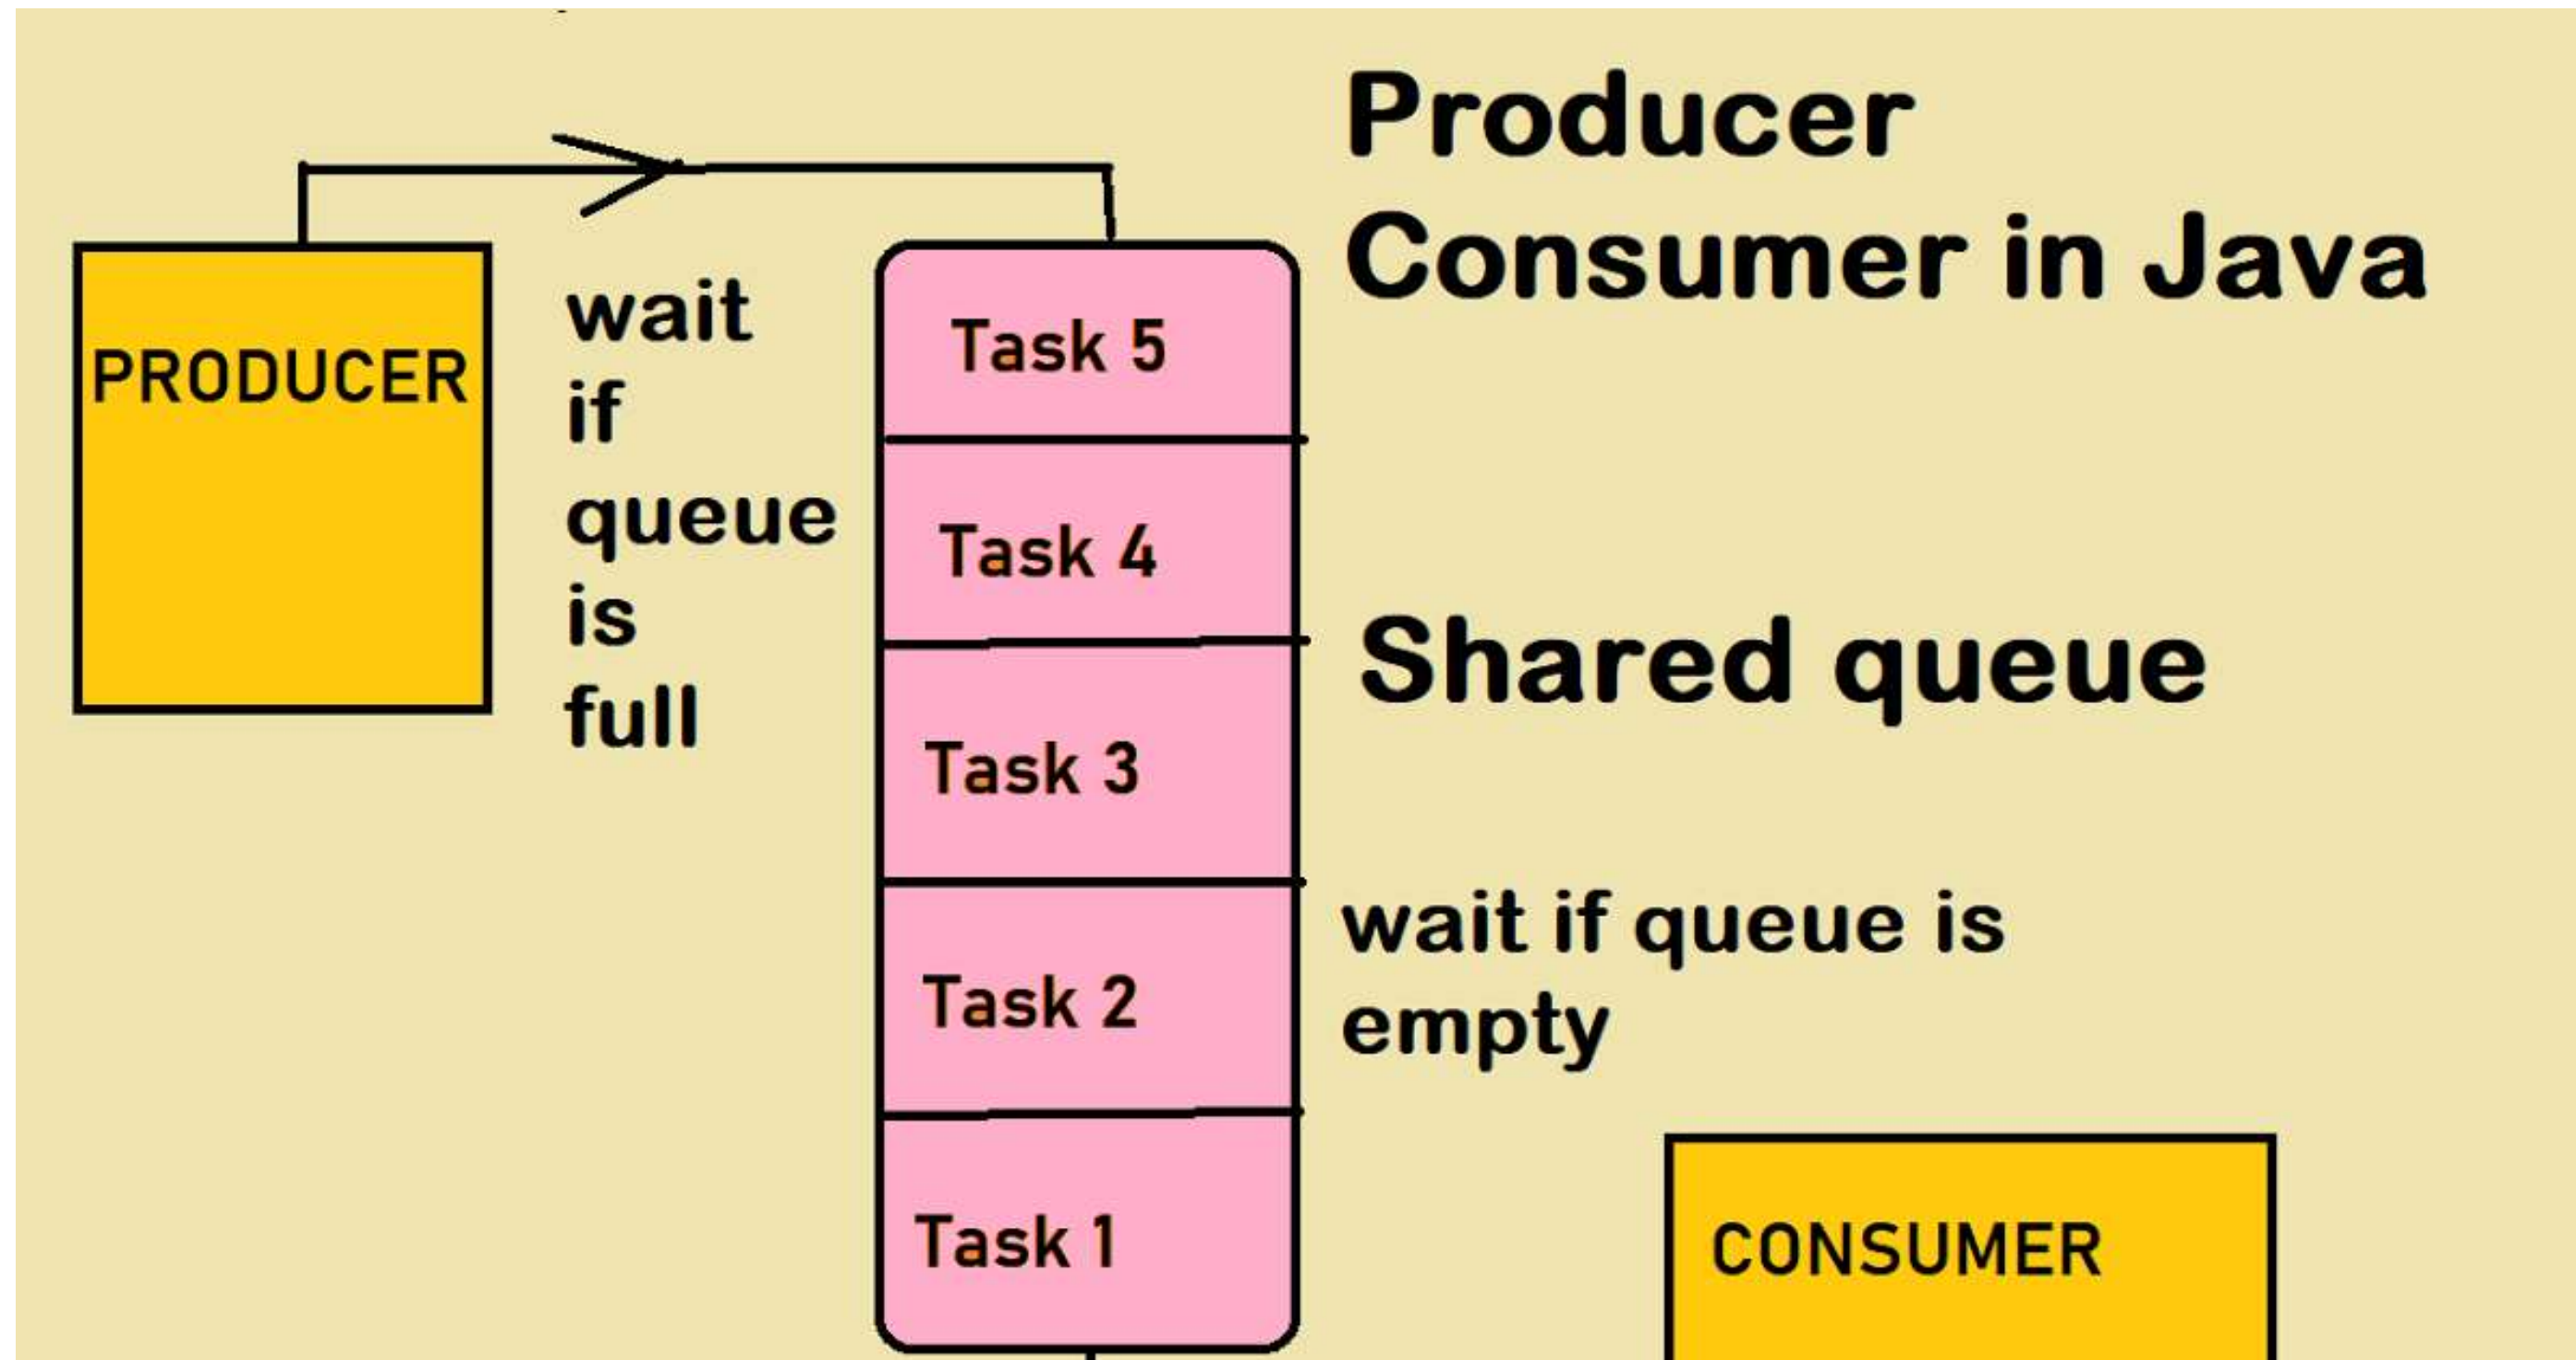 Producer
Consumer in Java
PRODUCER
wait
if
queue
is
full
Task 5
Task 4
Task 3
Task 2
Task 1
Shared queue
wait if queue is
empty
CONSUMER